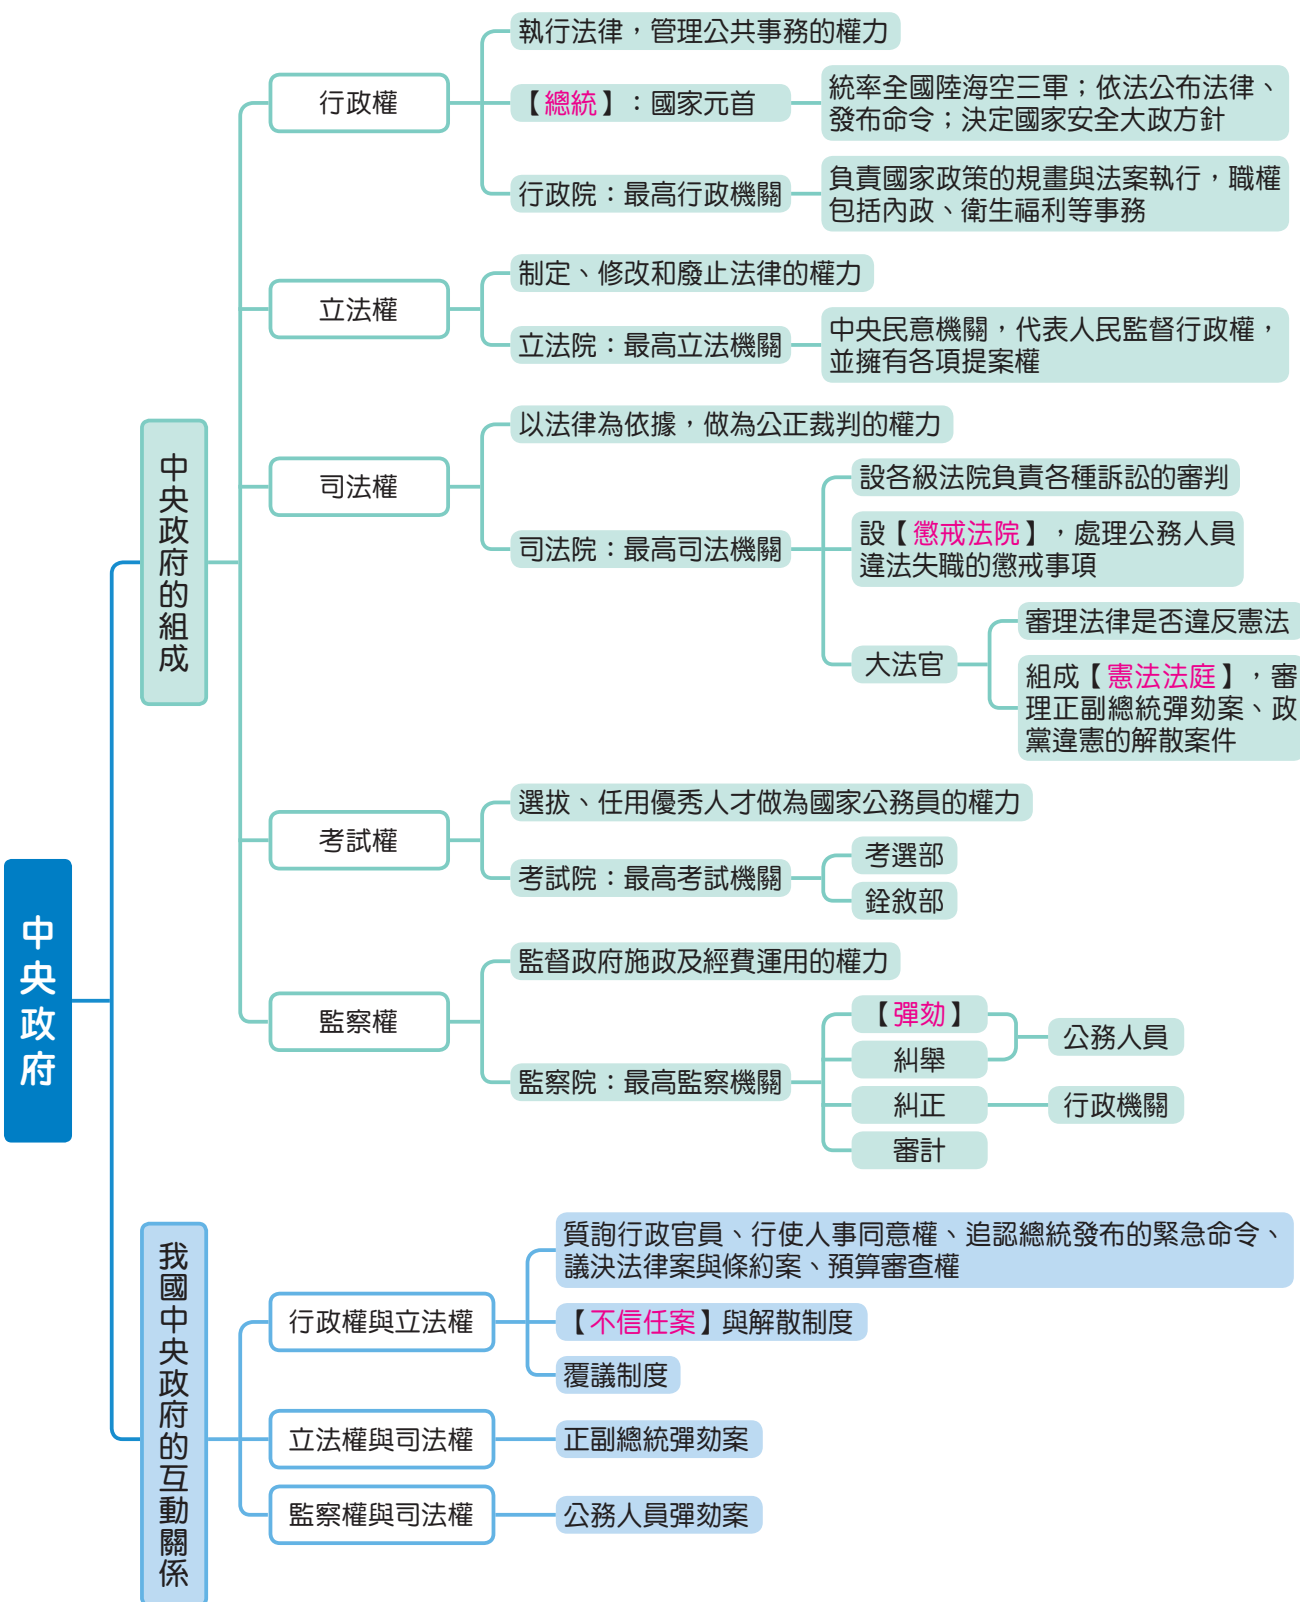 中央政府
中央政府的組成
行政權
執行法律，管理公共事務的權力
【總統】：國家元首
統率全國陸海空三軍；依法公布法律、
發布命令；決定國家安全大政方針
行政院：最高行政機關
負責國家政策的規畫與法案執行，職權
包括內政、衛生福利等事務
立法權
制定、修改和廢止法律的權力
立法院：最高立法機關
中央民意機關，代表人民監督行政權，
並擁有各項提案權
司法權
以法律為依據，做為公正裁判的權力
司法院：最高司法機關
設各級法院負責各種訴訟的審判
設【懲戒法院】，處理公務人員
違法失職的懲戒事項
大法官
審理法律是否違反憲法
組成【憲法法庭】，審
理正副總統彈劾案、政
黨違憲的解散案件
考試權
選拔、任用優秀人才做為國家公務員的權力
考試院：最高考試機關
考選部
銓敘部
監察權
監督政府施政及經費運用的權力
監察院：最高監察機關
【彈劾】
糾舉
公務人員
糾正
行政機關
審計
我國中央政府的互動關係
行政權與立法權
質詢行政官員、行使人事同意權、追認總統發布的緊急命令、
議決法律案與條約案、預算審查權
【不信任案】與解散制度
覆議制度
立法權與司法權
正副總統彈劾案
監察權與司法權
公務人員彈劾案